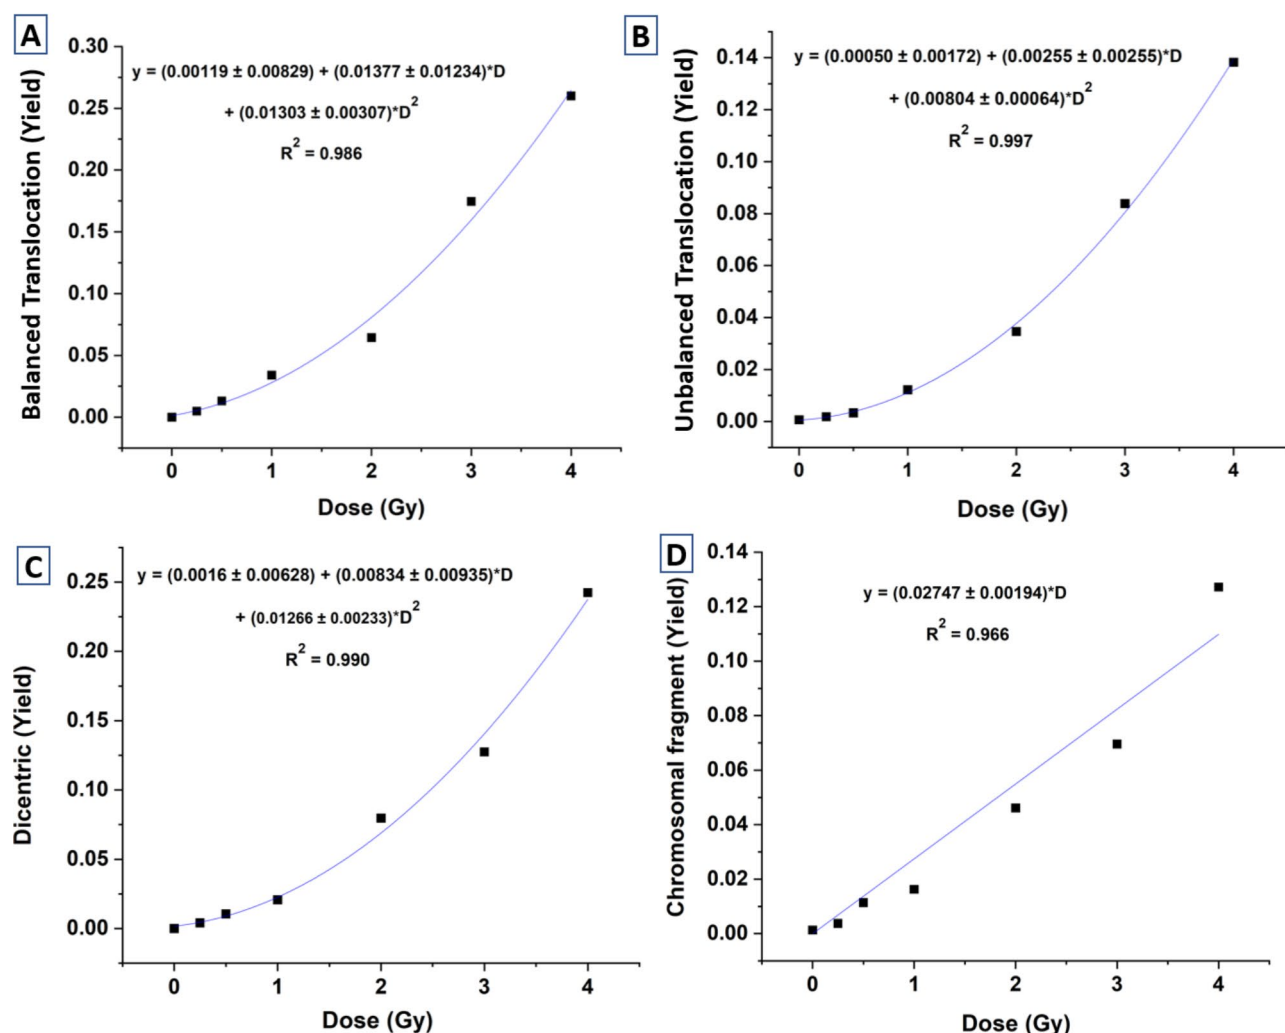 A
Balanced Translocation (Yield)
0.30
0.25
0.20
0.15
0.10
0.05
0.00
y = (0.00119 ± 0.00829) + (0.01377 ± 0.01234)*D
+ (0.01303 ± 0.00307)*D²
R² = 0.986
0 1 2 3 4
Dose (Gy)
B
Unbalanced Translocation (Yield)
0.14
0.12
0.10
0.08
0.06
0.04
0.02
0.00
y = (0.00050 ± 0.00172) + (0.00255 ± 0.00255)*D
+ (0.00804 ± 0.00064)*D²
R² = 0.997
0 1 2 3 4
Dose (Gy)
C
Dicentric (Yield)
0.25
0.20
0.15
0.10
0.05
0.00
y = (0.0016 ± 0.00628) + (0.00834 ± 0.00935)*D
+ (0.01266 ± 0.00233)*D²
R² = 0.990
0 1 2 3 4
Dose (Gy)
D
Chromosomal fragment (Yield)
0.14
0.12
0.10
0.08
0.06
0.04
0.02
0.00
y = (0.02747 ± 0.00194)*D
R² = 0.966
0 1 2 3 4
Dose (Gy)